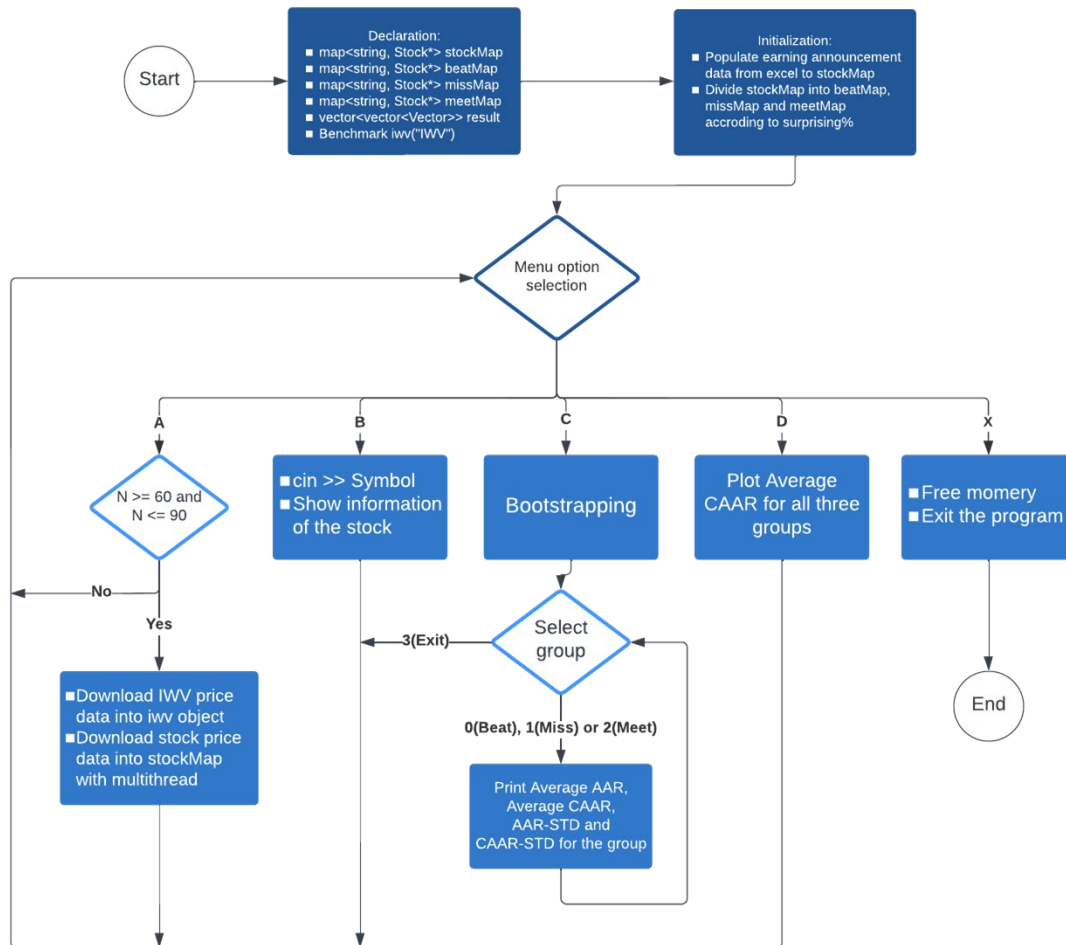 Start
Declaration:
■ map<string, Stock*> stockMap
■ map<string, Stock*> beatMap
■ map<string, Stock*> missMap
■ map<string, Stock*> meetMap
■ vector<vector<Vector>> result
■ Benchmark iwv("IWV")
Initialization:
■ Populate earning announcement
data from excel to stockMap
■ Divide stockMap into beatMap,
missMap and meetMap
accroding to surprising%
Menu option
selection
A
B
C
D
X
N >= 60 and
N <= 90
■cin >> Symbol
■Show information
of the stock
Bootstrapping
Plot Average
CAAR for all three
groups
■Free momery
■Exit the program
No
Yes
3(Exit)
Select
group
■Download IWV price
data into iwv object
■Download stock price
data into stockMap
with multithread
0(Beat), 1(Miss) or 2(Meet)
End
Print Average AAR,
Average CAAR,
AAR-STD and
CAAR-STD for the group